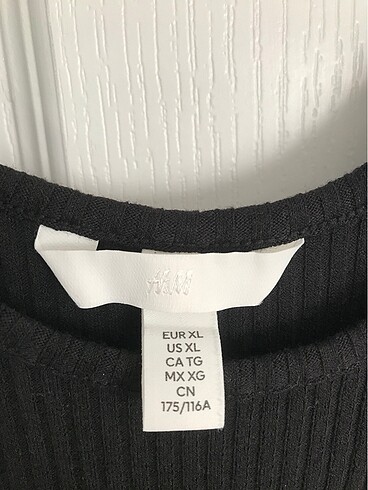 H&M
EUR XL
US XL
CA TG
MX XG
CN
175/116A